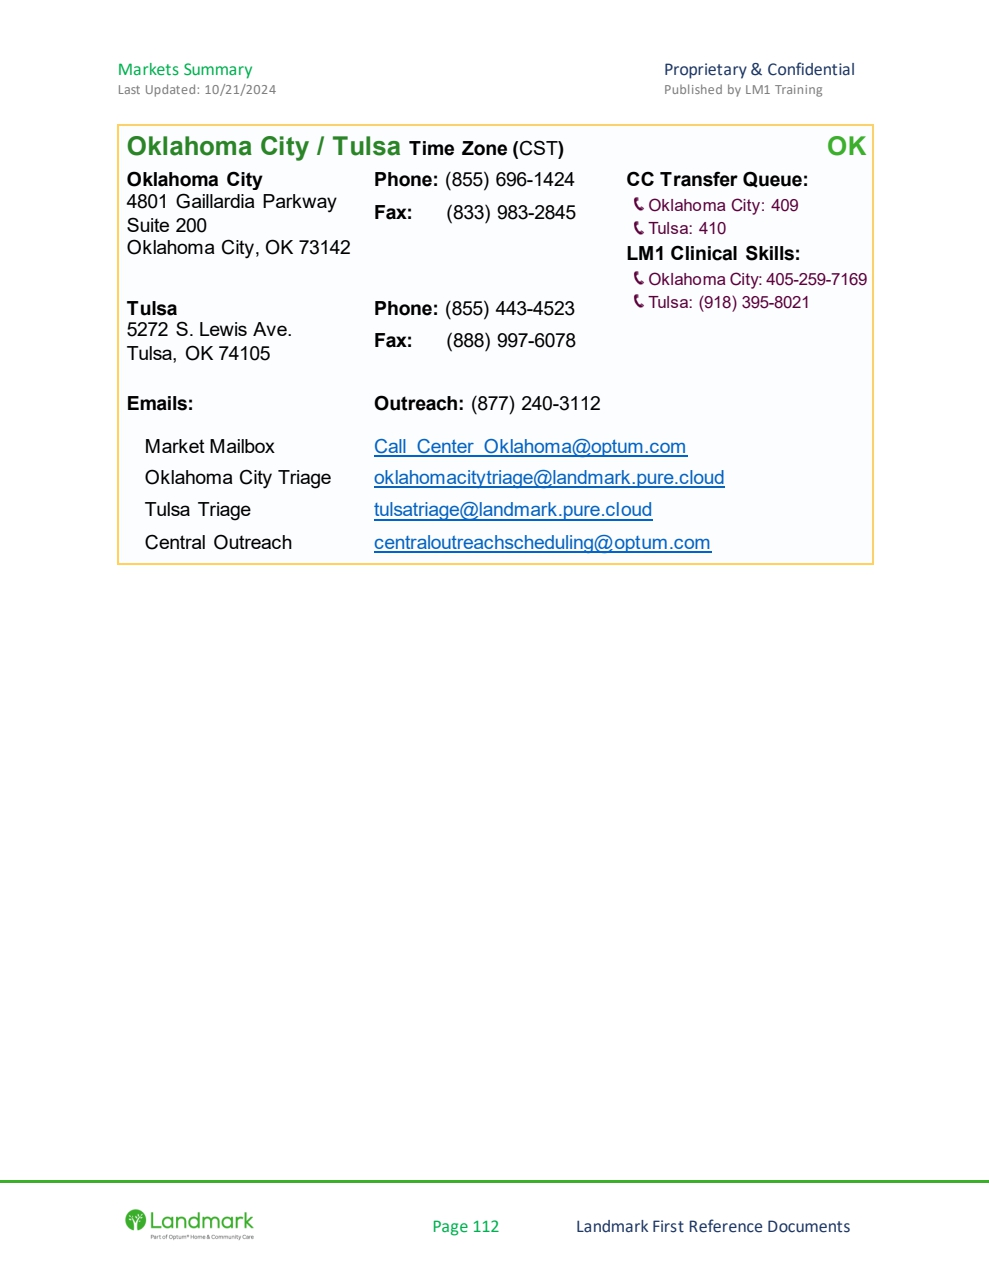 Markets Summary
Proprietary & Confidential
Last Updated: 10/21/2024
Published by LM1 Training
Oklahoma City / Tulsa Time Zone (CST)
OK
Oklahoma City
4801 Gaillardia Parkway
Suite 200
Oklahoma City, OK 73142
Phone: (855) 696-1424
Fax: (833) 983-2845
CC Transfer Queue:
Oklahoma City: 409
Tulsa: 410
LM1 Clinical Skills:
Oklahoma City: 405-259-7169
Tulsa: (918) 395-8021
Tulsa
5272 S. Lewis Ave.
Tulsa, OK 74105
Phone: (855) 443-4523
Fax: (888) 997-6078
Emails:
Outreach: (877) 240-3112
Market Mailbox Call_Center_Oklahoma@optum.com
Oklahoma City Triage oklahomacitytriage@landmark.pure.cloud
Tulsa Triage tulsatriage@landmark.pure.cloud
Central Outreach centraloutreachscheduling@optum.com
Landmark
Part of Optum® Home & Community Care
Page 112
Landmark First Reference Documents